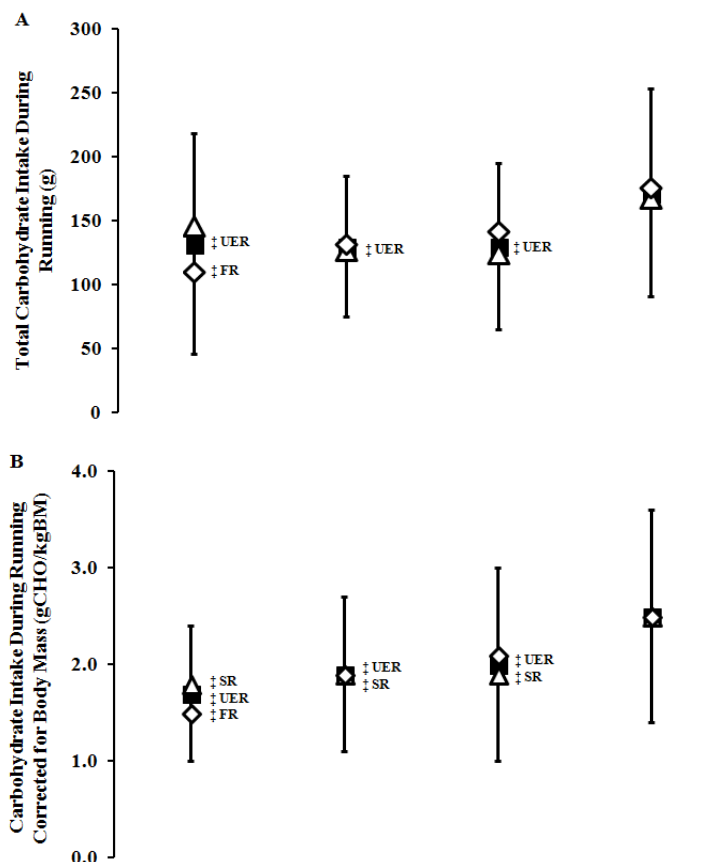 A
300
250
200
150
100
50
0
Total Carbohydrate Intake During
Running (g)
‡ UER
‡ FR
‡ UER
‡ UER
B
4.0
3.0
2.0
1.0
0.0
Carbohydrate Intake During Running
Corrected for Body Mass (gCHO/kgBM)
‡ SR
‡ UER
‡ FR
‡ UER
‡ SR
‡ UER
‡ SR